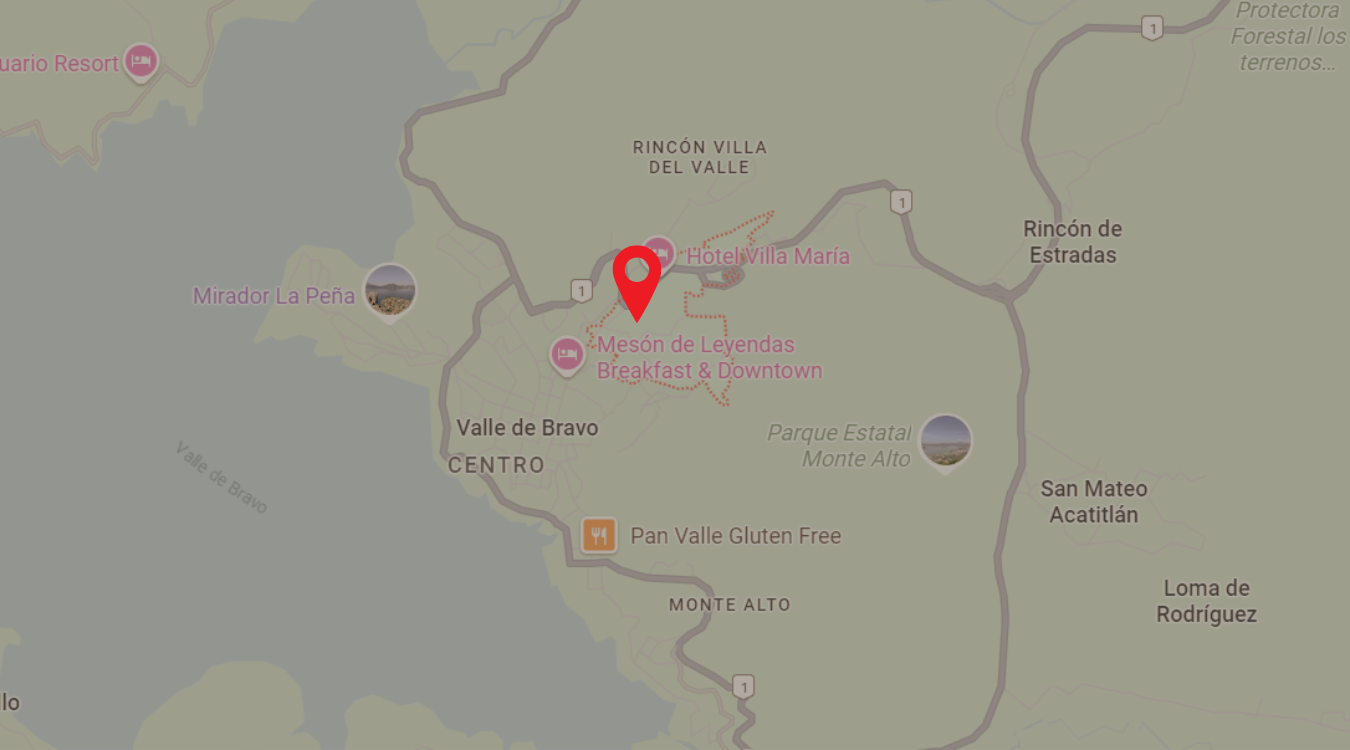 Protectora
Forestal los
terrenos...
1
uario Resort
RINCÓN VILLA
DEL VALLE
1
Rincón de
Estradas
Hotel Villa María
1
Mirador La Peña
Mesón de Leyendas
Breakfast & Downtown
Valle de Bravo
CENTRO
Parque Estatal
Monte Alto
Valle de Bravo
San Mateo
Acatitlán
Pan Valle Gluten Free
Loma de
Rodríguez
MONTE ALTO
1
llo